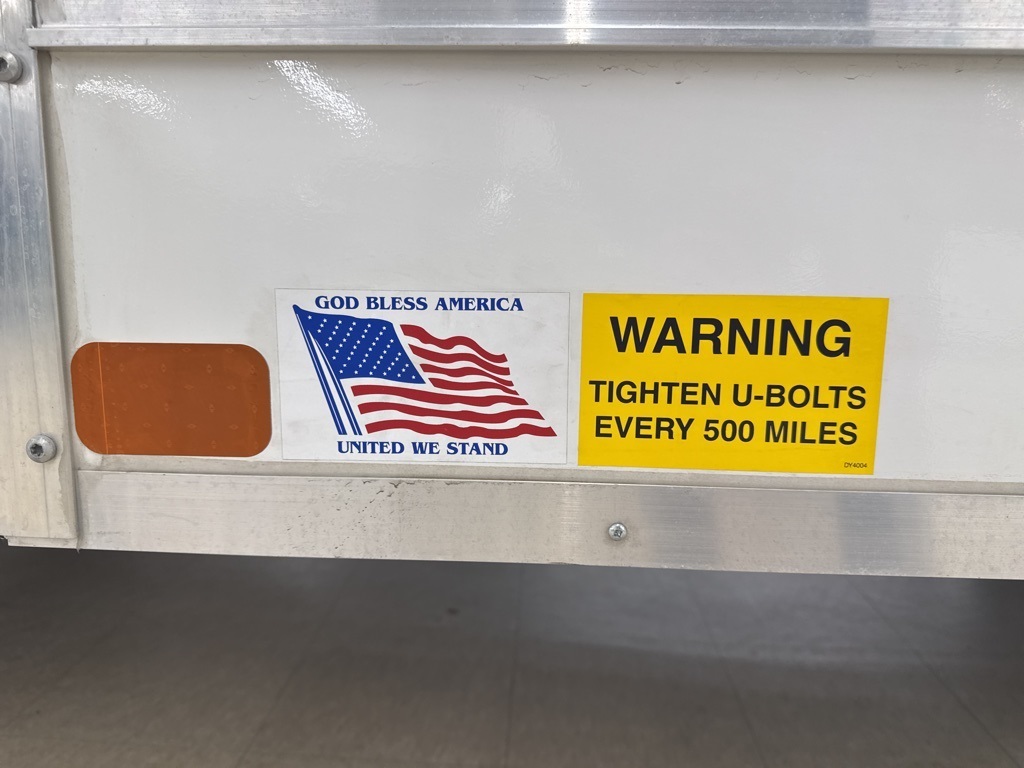 GOD BLESS AMERICA
UNITED WE STAND
WARNING
TIGHTEN U-BOLTS
EVERY 500 MILES
DY4004